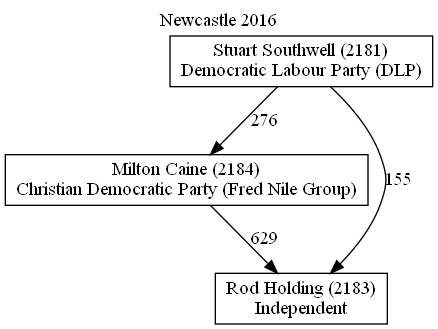 Newcastle 2016
Stuart Southwell (2181)
Democratic Labour Party (DLP)
276
Milton Caine (2184)
Christian Democratic Party (Fred Nile Group)
155
629
Rod Holding (2183)
Independent